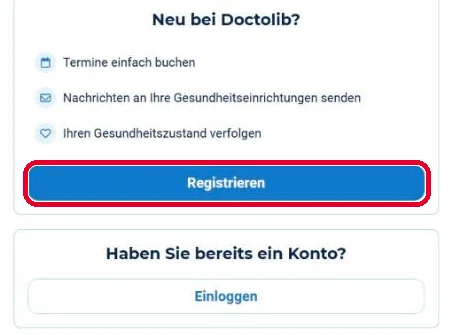 Neu bei Doctolib?
Termine einfach buchen
Nachrichten an Ihre Gesundheitseinrichtungen senden
Ihren Gesundheitszustand verfolgen
Registrieren
Haben Sie bereits ein Konto?
Einloggen